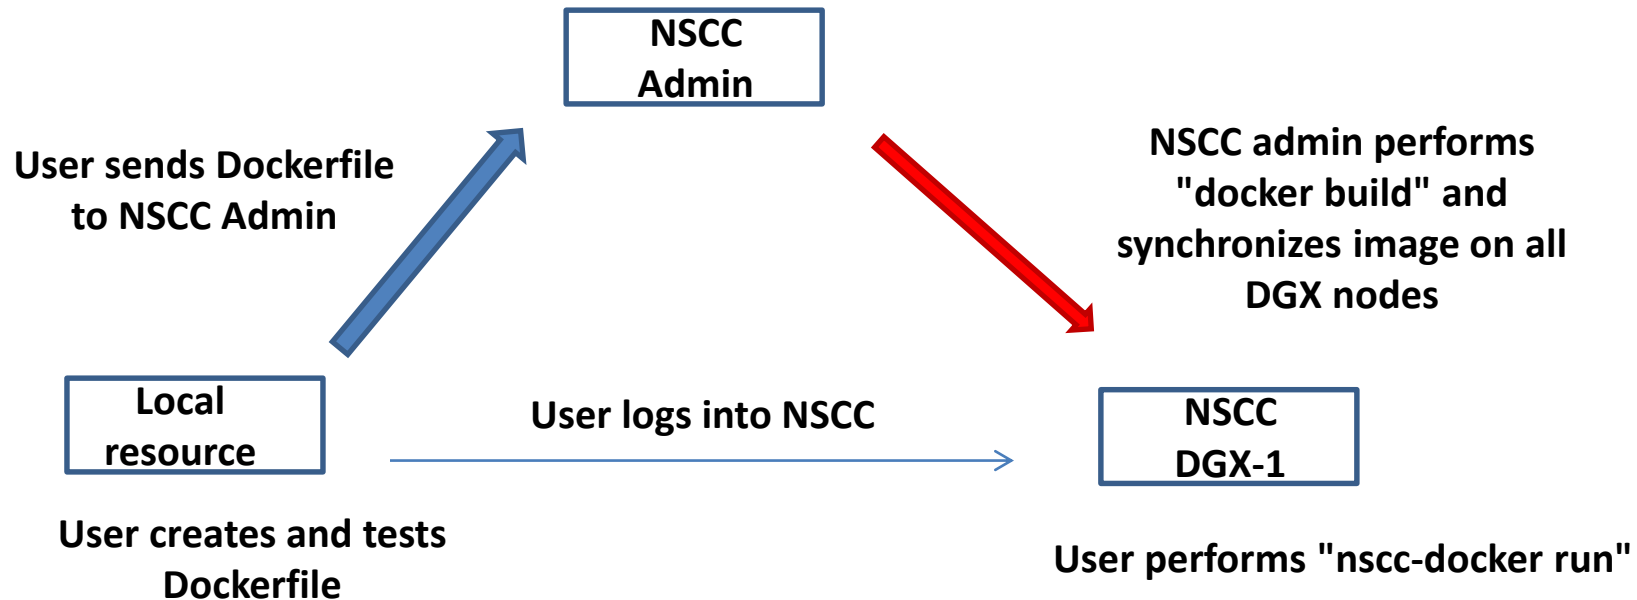 NSCC
Admin
User sends Dockerfile
to NSCC Admin
NSCC admin performs
"docker build" and
synchronizes image on all
DGX nodes
Local
resource
User logs into NSCC
NSCC
DGX-1
User creates and tests
Dockerfile
User performs "nscc-docker run"